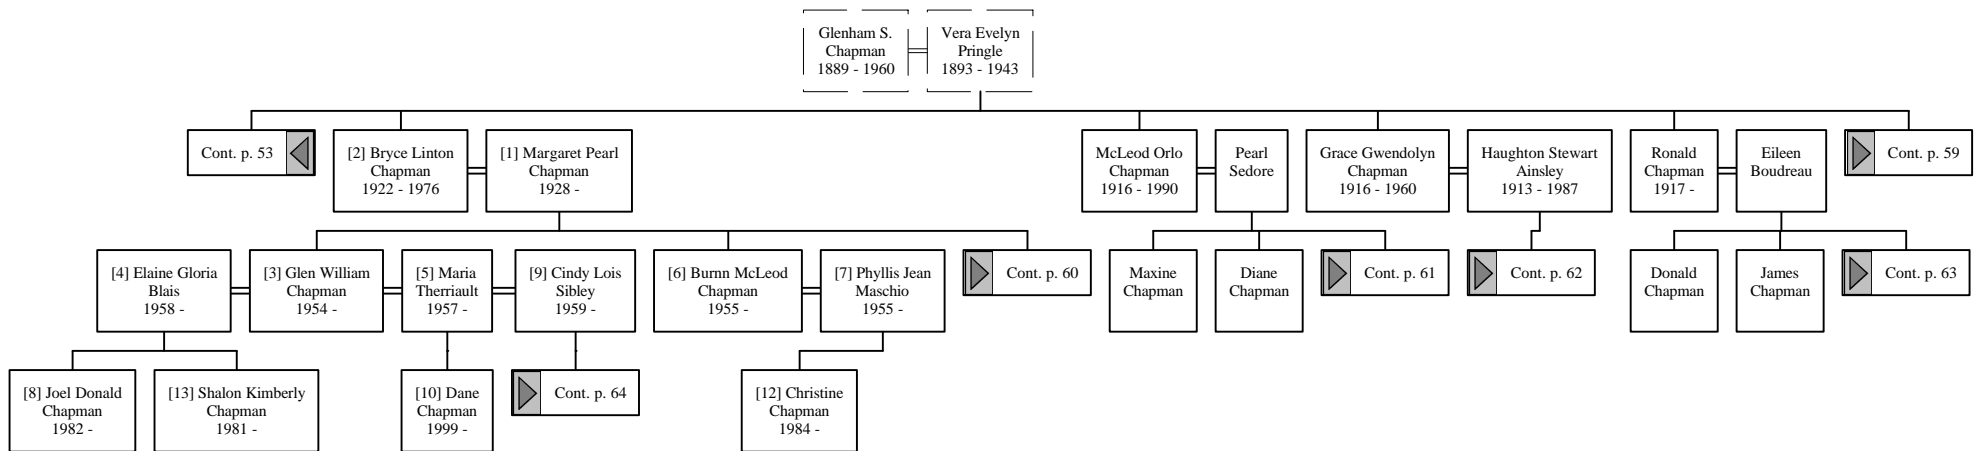 Glenham S.
Chapman
1889 - 1960
Vera Evelyn
Pringle
1893 - 1943
Cont. p. 53
[2] Bryce Linton
Chapman
1922 - 1976
[1] Margaret Pearl
Chapman
1928 -
McLeod Orlo
Chapman
1916 - 1990
Pearl
Sedore
Grace Gwendolyn
Chapman
1916 - 1960
Haughton Stewart
Ainsley
1913 - 1987
Ronald
Chapman
1917 -
Eileen
Boudreau
Cont. p. 59
[4] Elaine Gloria
Blais
1958 -
[3] Glen William
Chapman
1954 -
[5] Maria
Therriault
1957 -
[9] Cindy Lois
Sibley
1959 -
[6] Burnn McLeod
Chapman
1955 -
[7] Phyllis Jean
Maschio
1955 -
Cont. p. 60
Maxine
Chapman
Diane
Chapman
Cont. p. 61
Cont. p. 62
Donald
Chapman
James
Chapman
Cont. p. 63
[8] Joel Donald
Chapman
1982 -
[13] Shalon Kimberly
Chapman
1981 -
[10] Dane
Chapman
1999 -
Cont. p. 64
[12] Christine
Chapman
1984 -